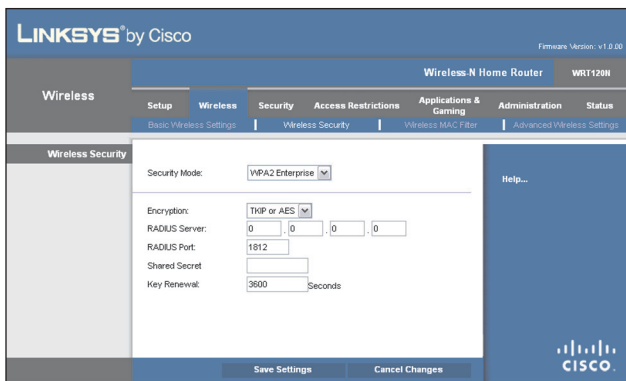 LINKSYS® by Cisco
Firmware Version: v1.0.00
Wireless-N Home Router WRT120N
Wireless
Setup Wireless Security Access Restrictions Applications & Gaming Administration Status
Basic Wireless Settings Wireless Security Wireless MAC Filter Advanced Wireless Settings
Wireless Security
Security Mode: WPA2 Enterprise
Help...
Encryption: TKIP or AES
RADIUS Server: 0 . 0 . 0 . 0
RADIUS Port: 1812
Shared Secret
Key Renewal: 3600 Seconds
Save Settings Cancel Changes
CISCO.